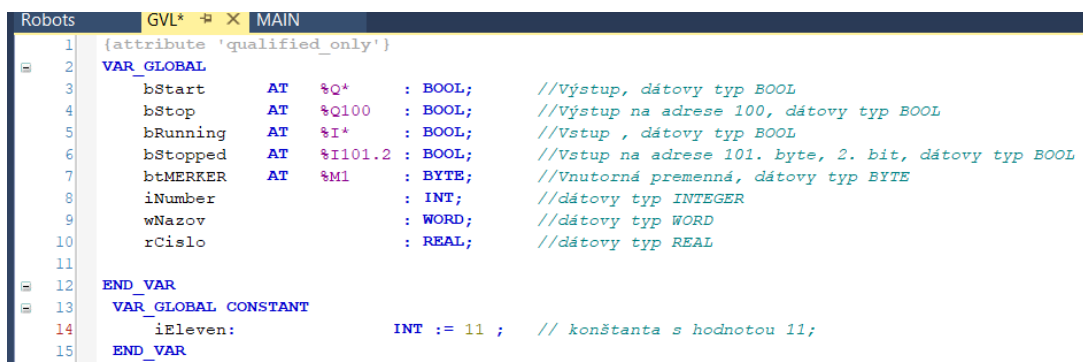 Robots GVL* MAIN
1 {attribute 'qualified_only'}
2 VAR_GLOBAL
3 bStart AT %Q* : BOOL; //Výstup, dátovy typ BOOL
4 bStop AT %Q100 : BOOL; //Výstup na adrese 100, dátovy typ BOOL
5 bRunning AT %I* : BOOL; //Vstup , dátovy typ BOOL
6 bStopped AT %I101.2 : BOOL; //Vstup na adrese 101. byte, 2. bit, dátovy typ BOOL
7 btMERKER AT %M1 : BYTE; //Vnutorná premenná, dátovy typ BYTE
8 iNumber : INT; //dátovy typ INTEGER
9 wNazov : WORD; //dátovy typ WORD
10 rCislo : REAL; //dátovy typ REAL
11
12 END_VAR
13 VAR_GLOBAL CONSTANT
14 iEleven: INT := 11 ; // konštanta s hodnotou 11;
15 END_VAR